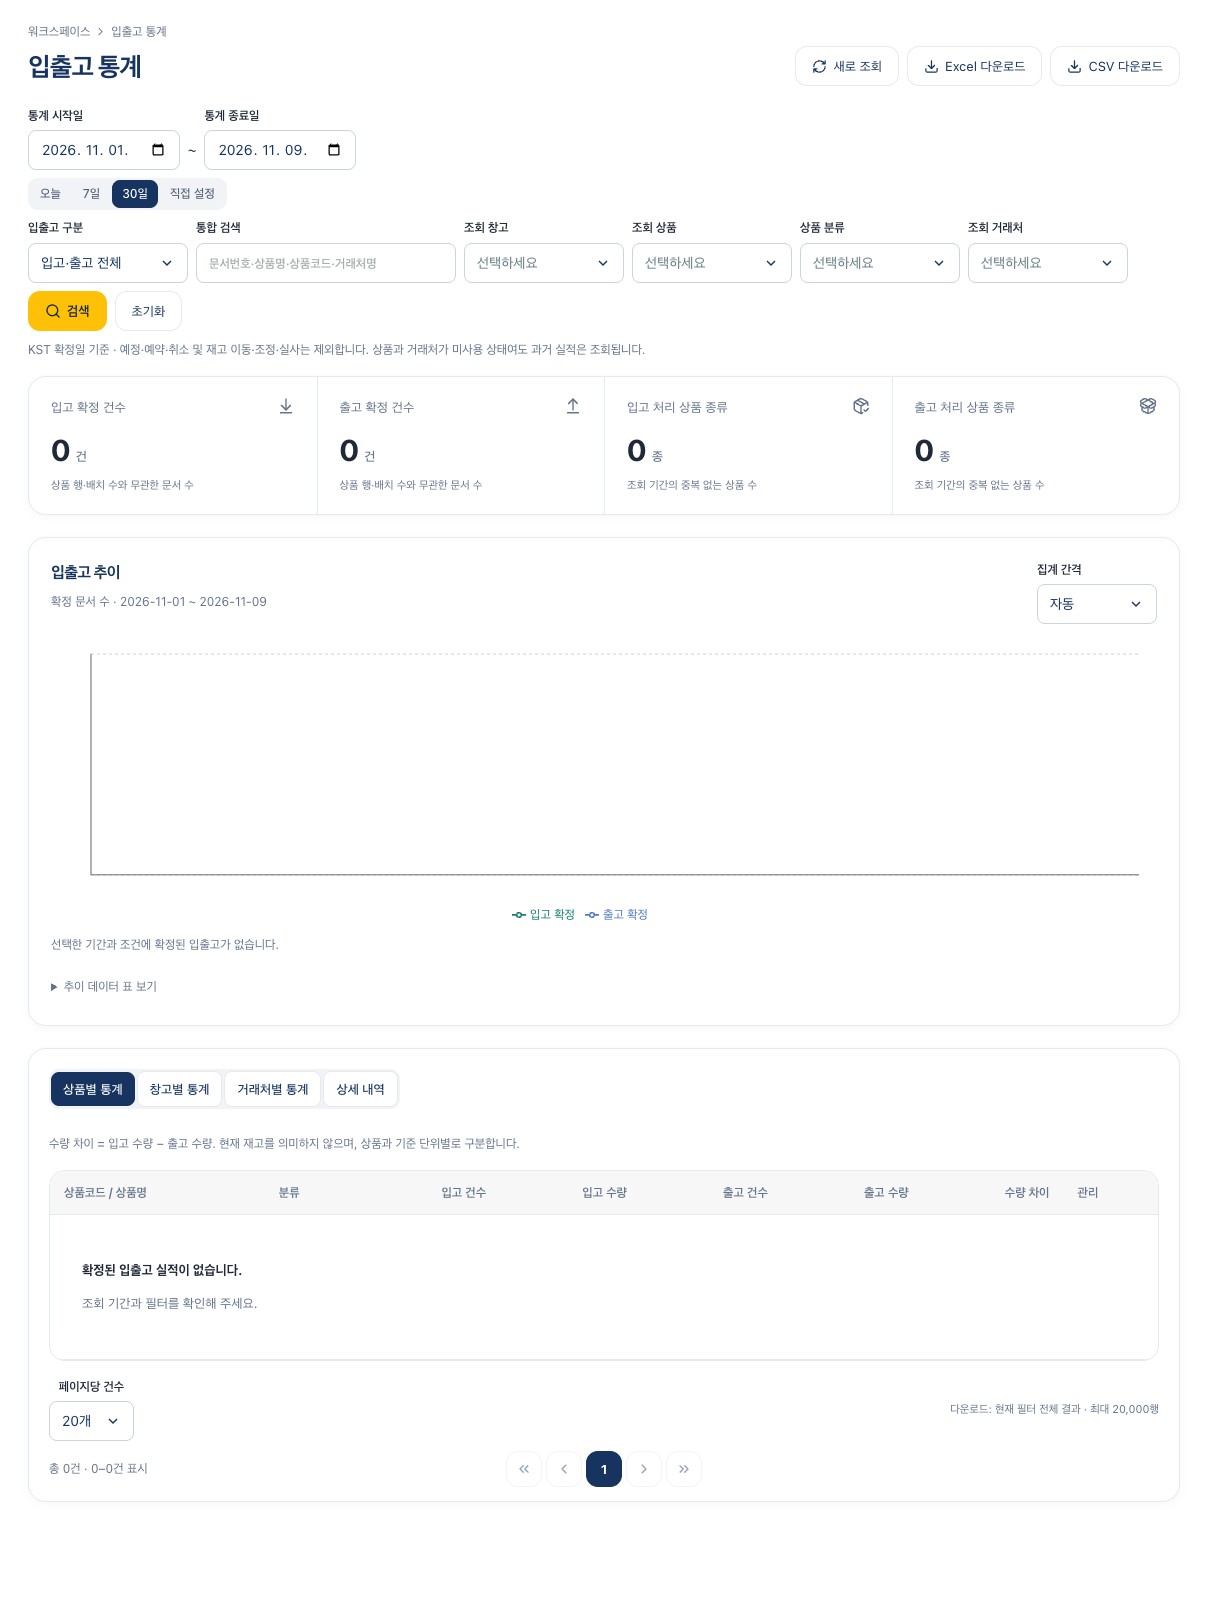 워크스페이스 > 입출고 통계
입출고 통계
새로 조회
Excel 다운로드
CSV 다운로드
통계 시작일
통계 종료일
2026. 11. 01.
~
2026. 11. 09.
오늘
7일
30일
직접 설정
입출고 구분
통합 검색
조회 창고
조회 상품
상품 분류
조회 거래처
입고·출고 전체
문서번호·상품명·상품코드·거래처명
선택하세요
선택하세요
선택하세요
선택하세요
검색
초기화
KST 확정일 기준 · 예정·예약·취소 및 재고 이동·조정·실사는 제외합니다. 상품과 거래처가 미사용 상태여도 과거 실적은 조회됩니다.
입고 확정 건수
0 건
상품 행·배치 수와 무관한 문서 수
출고 확정 건수
0 건
상품 행·배치 수와 무관한 문서 수
입고 처리 상품 종류
0 종
조회 기간의 중복 없는 상품 수
출고 처리 상품 종류
0 종
조회 기간의 중복 없는 상품 수
입출고 추이
확정 문서 수 · 2026-11-01 ~ 2026-11-09
집계 간격
자동
입고 확정
출고 확정
선택한 기간과 조건에 확정된 입출고가 없습니다.
▶ 추이 데이터 표 보기
상품별 통계
창고별 통계
거래처별 통계
상세 내역
수량 차이 = 입고 수량 − 출고 수량. 현재 재고를 의미하지 않으며, 상품과 기준 단위별로 구분합니다.
상품코드 / 상품명
분류
입고 건수
입고 수량
출고 건수
출고 수량
수량 차이
관리
확정된 입출고 실적이 없습니다.
조회 기간과 필터를 확인해 주세요.
페이지당 건수
20개
다운로드: 현재 필터 전체 결과 · 최대 20,000행
총 0건 · 0–0건 표시
1